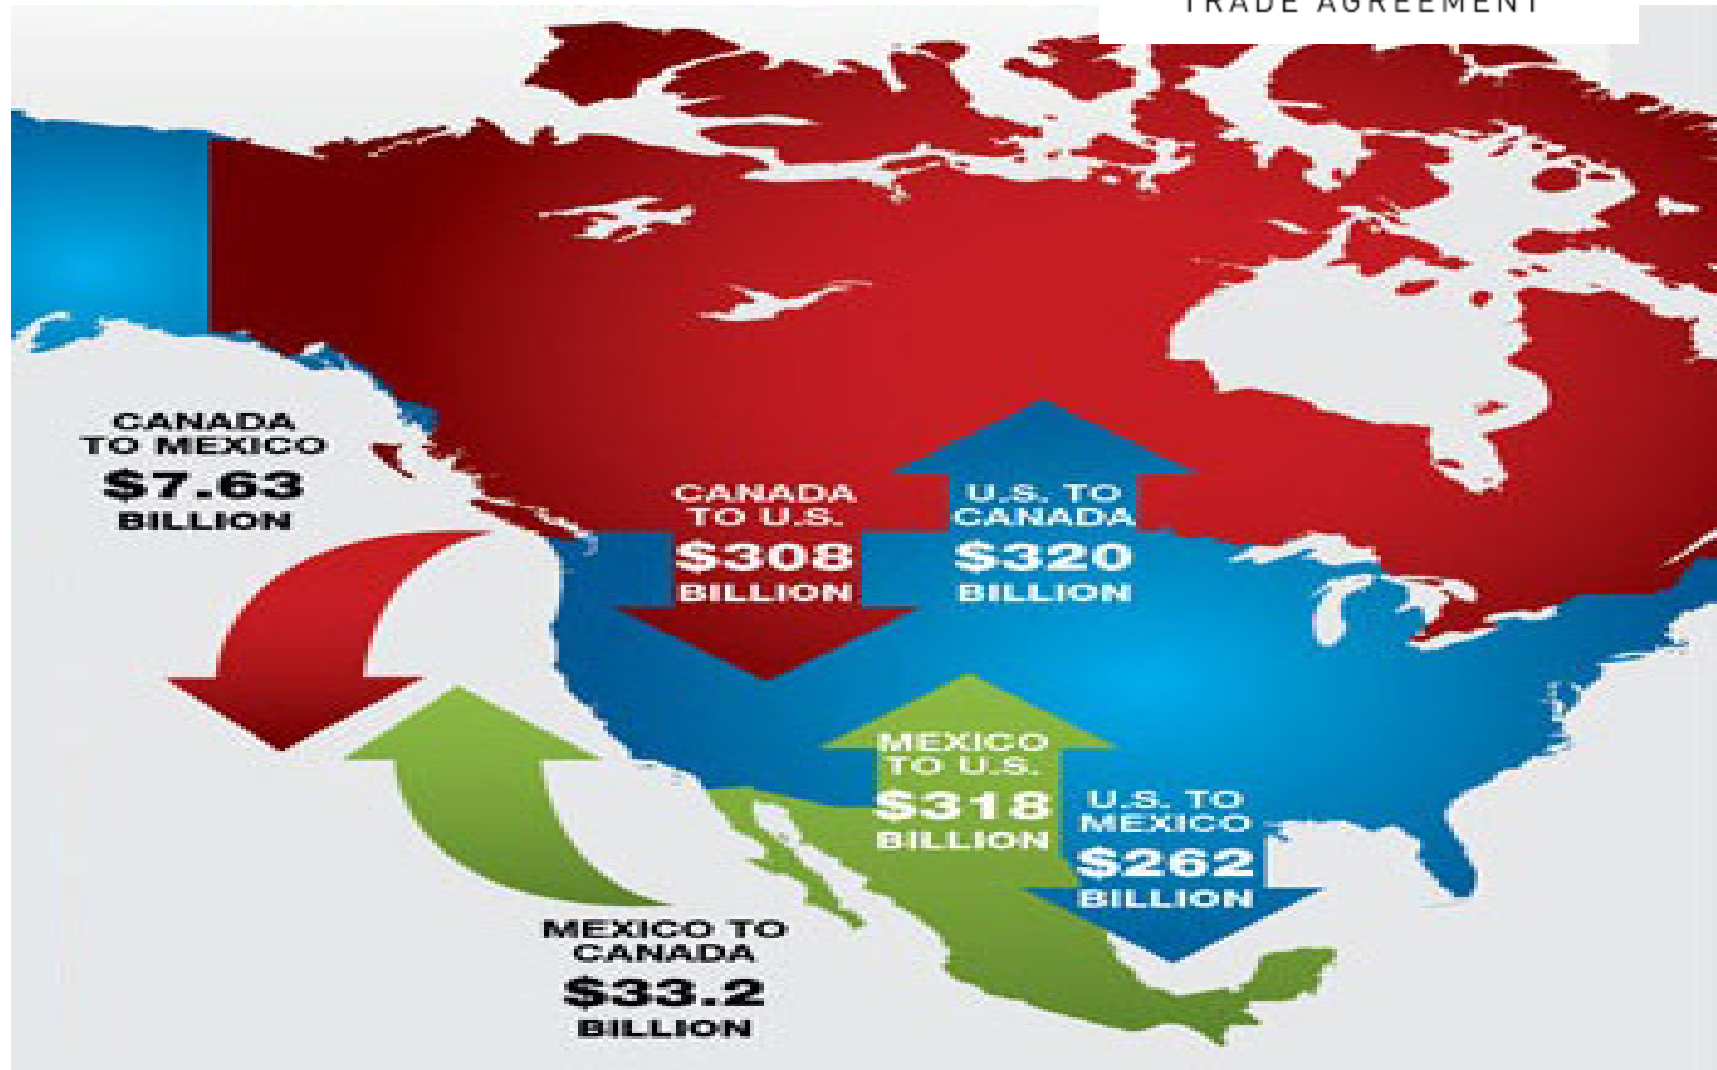 TRADE AGREEMENT
CANADA
TO MEXICO
$7.63
BILLION
CANADA
TO U.S.
$308
BILLION
U.S. TO
CANADA
$320
BILLION
MEXICO
TO U.S.
$318
BILLION
U.S. TO
MEXICO
$262
BILLION
MEXICO TO
CANADA
$33.2
BILLION